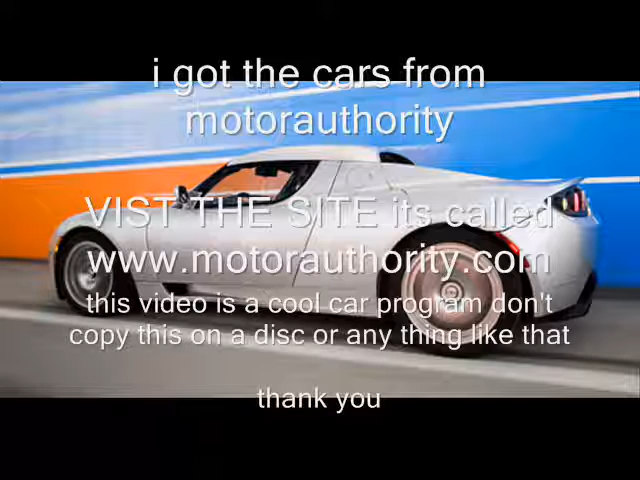 i got the cars from
motorauthority
VIST THE SITE its called
www.motorauthority.com
this video is a cool car program don't
copy this on a disc or any thing like that
thank you